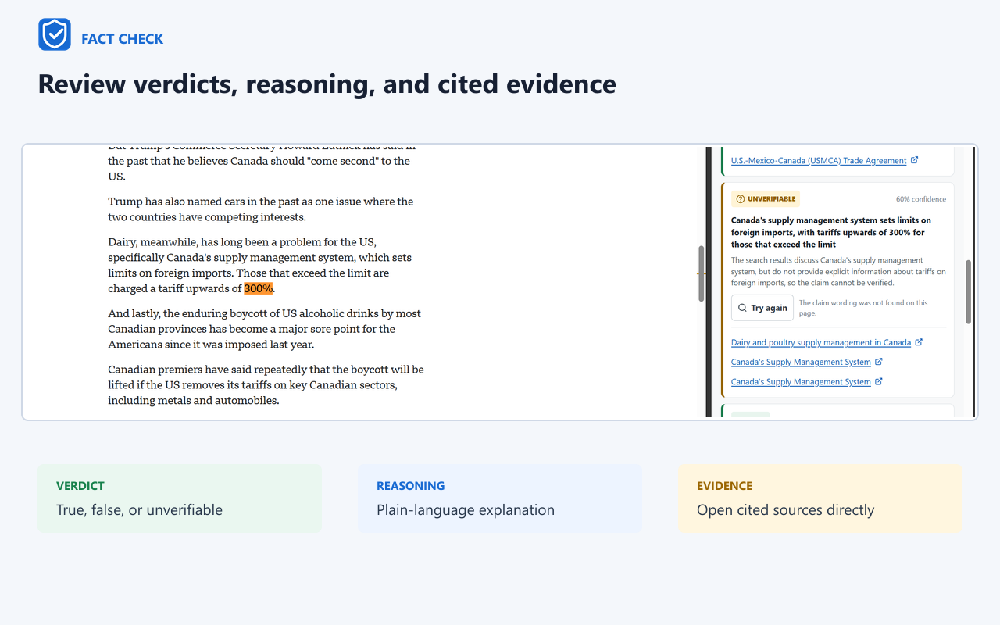 FACT CHECK
Review verdicts, reasoning, and cited evidence
But Trump's Commerce Secretary Howard Lutnick has said in
the past that he believes Canada should "come second" to the
US.
Trump has also named cars in the past as one issue where the
two countries have competing interests.
Dairy, meanwhile, has long been a problem for the US,
specifically Canada's supply management system, which sets
limits on foreign imports. Those that exceed the limit are
charged a tariff upwards of 300%.
And lastly, the enduring boycott of US alcoholic drinks by most
Canadian provinces has become a major sore point for the
Americans since it was imposed last year.
Canadian premiers have said repeatedly that the boycott will be
lifted if the US removes its tariffs on key Canadian sectors,
including metals and automobiles.
U.S.-Mexico-Canada (USMCA) Trade Agreement
UNVERIFIABLE
60% confidence
Canada's supply management system sets limits on
foreign imports, with tariffs upwards of 300% for
those that exceed the limit
The search results discuss Canada's supply management
system, but do not provide explicit information about tariffs on
foreign imports, so the claim cannot be verified.
Try again
The claim wording was not found on this
page.
Dairy and poultry supply management in Canada
Canada's Supply Management System
Canada's Supply Management System
VERDICT
True, false, or unverifiable
REASONING
Plain-language explanation
EVIDENCE
Open cited sources directly